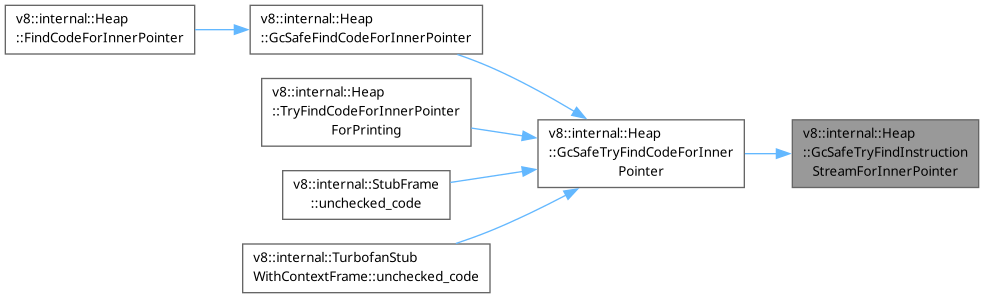 v8::internal::Heap
::FindCodeForInnerPointer
v8::internal::Heap
::GcSafeFindCodeForInnerPointer
v8::internal::Heap
::TryFindCodeForInnerPointer
ForPrinting
v8::internal::StubFrame
::unchecked_code
v8::internal::TurbofanStub
WithContextFrame::unchecked_code
v8::internal::Heap
::GcSafeTryFindCodeForInner
Pointer
v8::internal::Heap
::GcSafeTryFindInstruction
StreamForInnerPointer